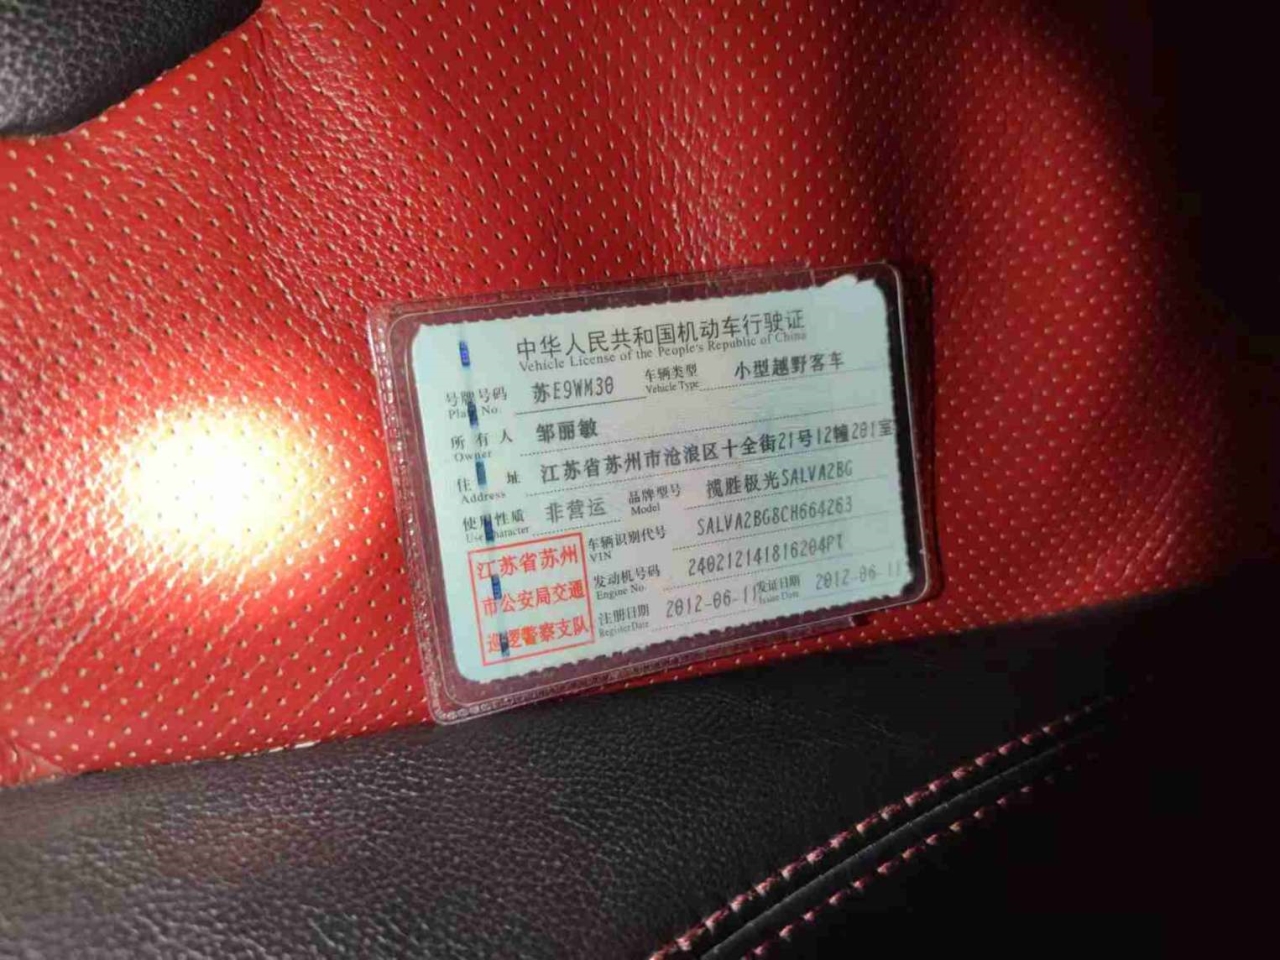 中华人民共和国机动车行驶证
Vehicle License of the People's Republic of China
号牌号码 苏E9WM30 车辆类型 小型越野客车
Plate No. Vehicle Type
所有人 邹丽敏
Owner
住址 江苏省苏州市沧浪区十全街21号12幢201室
Address
使用性质 非营运 品牌型号 揽胜极光SALVA2BG
Use Character Model
江苏省苏州
市公安局交通
巡逻警察支队
车辆识别代号 SALVA2BG8CH664263
VIN
发动机号码 240212141816204PT
Engine No.
注册日期 2012-06-11 发证日期 2012-06-11
Register Date Issue Date